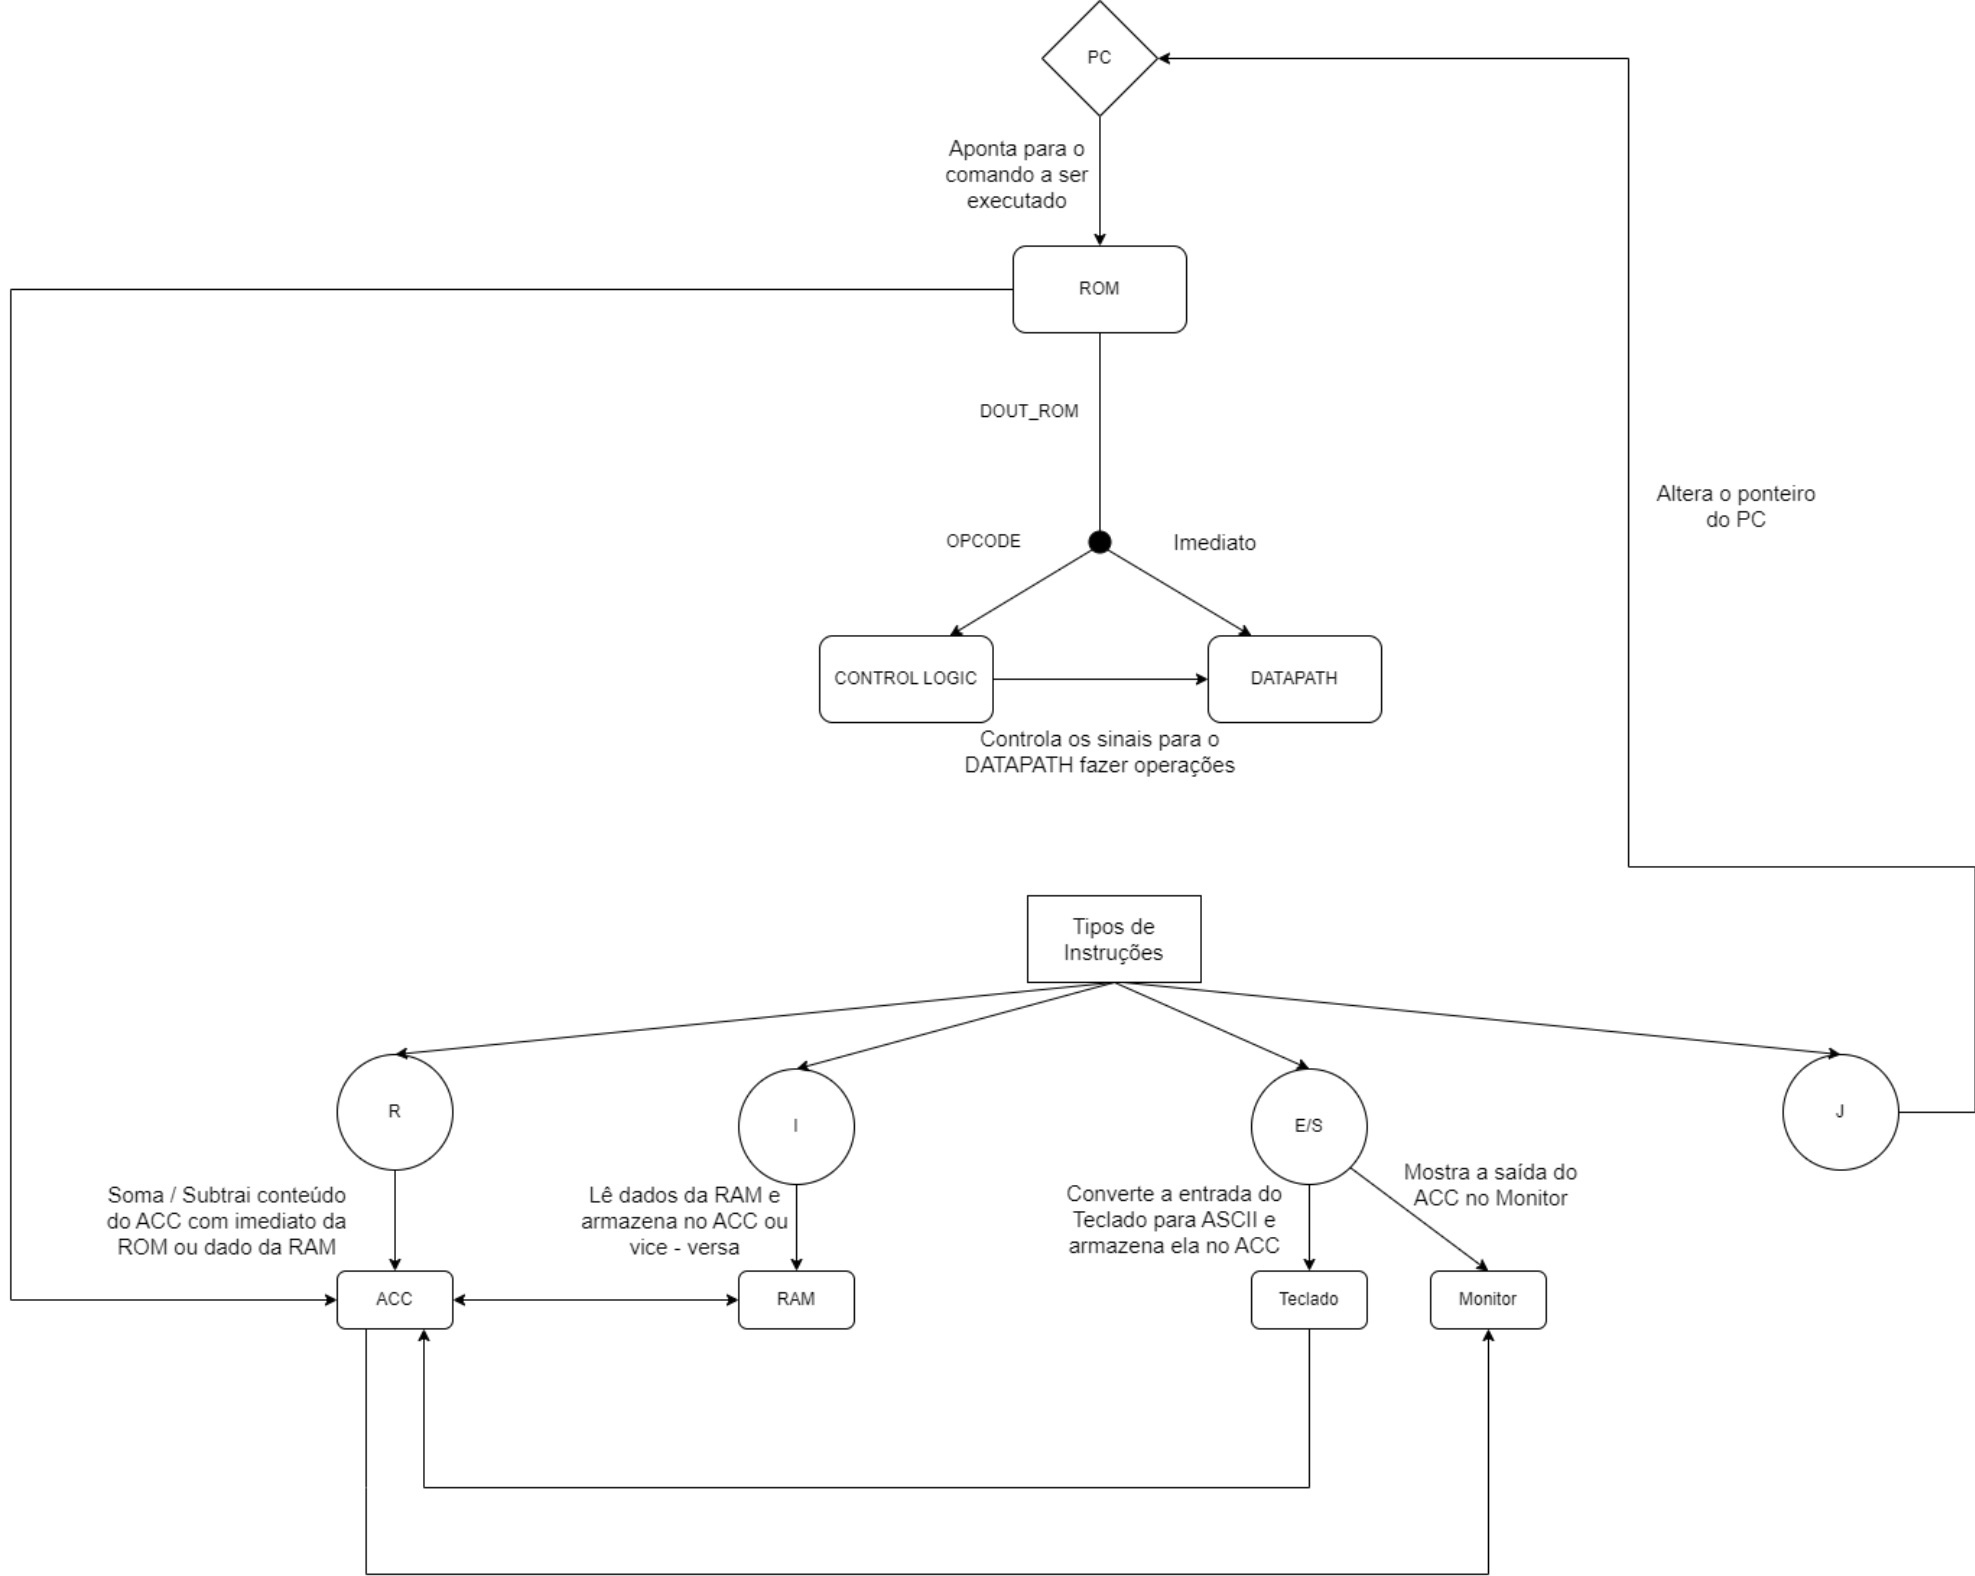 PC
Aponta para o
comando a ser
executado
ROM
DOUT_ROM
Altera o ponteiro
do PC
OPCODE
Imediato
CONTROL LOGIC
DATAPATH
Controla os sinais para o
DATAPATH fazer operações
Tipos de
Instruções
R
I
E/S
J
Soma / Subtrai conteúdo
do ACC com imediato da
ROM ou dado da RAM
Lê dados da RAM e
armazena no ACC ou
vice - versa
Converte a entrada do
Teclado para ASCII e
armazena ela no ACC
Mostra a saída do
ACC no Monitor
ACC
RAM
Teclado
Monitor